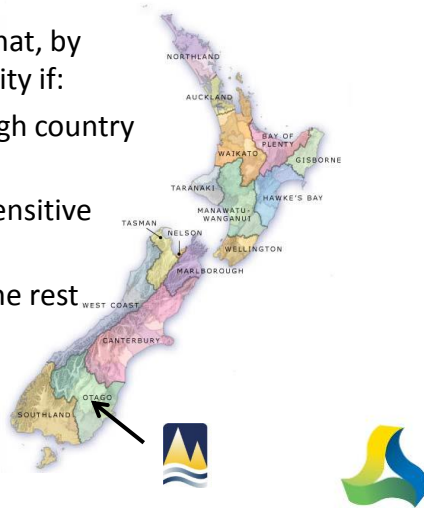 hat, by
ity if:
gh country
ensitive
he rest
NORTHLAND
AUCKLAND
BAY OF
PLENTY
WAIKATO
GISBORNE
TARANAKI
HAWKE'S BAY
MANAWATU-
WANGANUI
TASMAN
NELSON
WELLINGTON
MARLBOROUGH
WEST COAST
CANTERBURY
OTAGO
SOUTHLAND